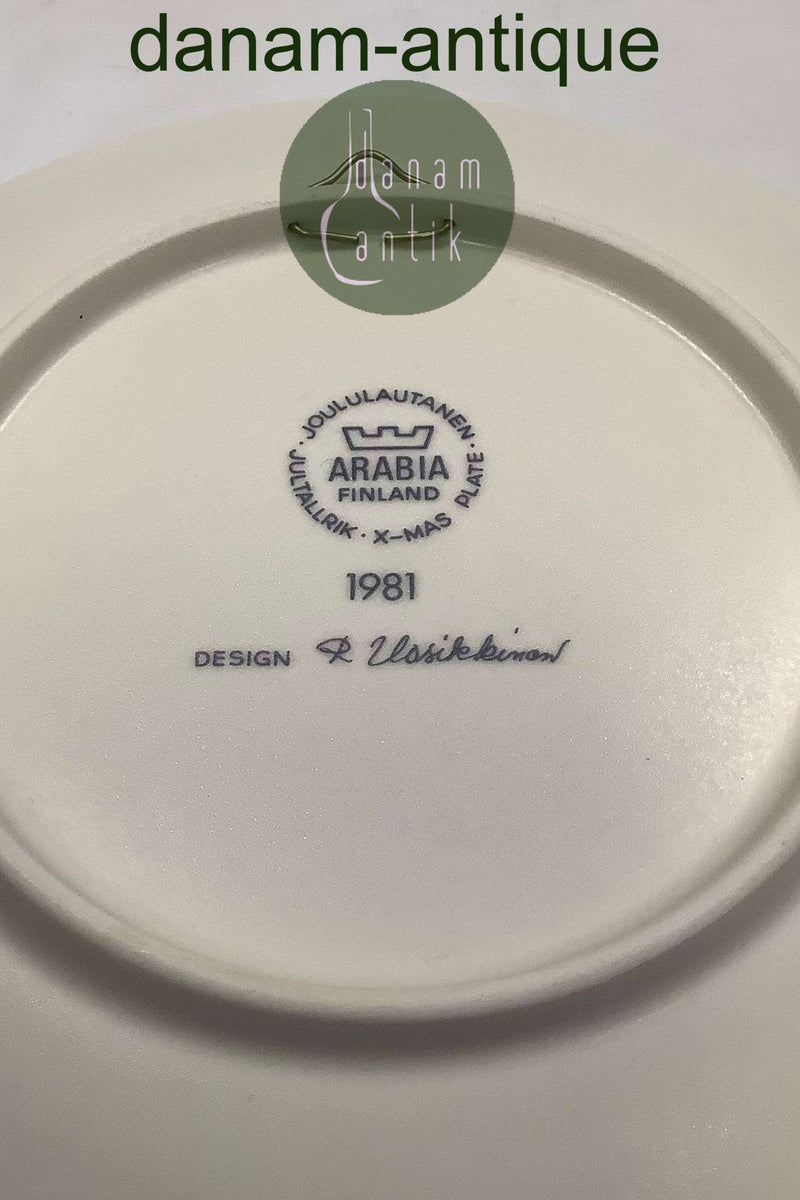 danam-antique
danam
antik
· JOULULAUTANEN ·
JULTALLRIK · X-MAS PLATE
ARABIA
FINLAND
1981
DESIGN R Uosikkinen